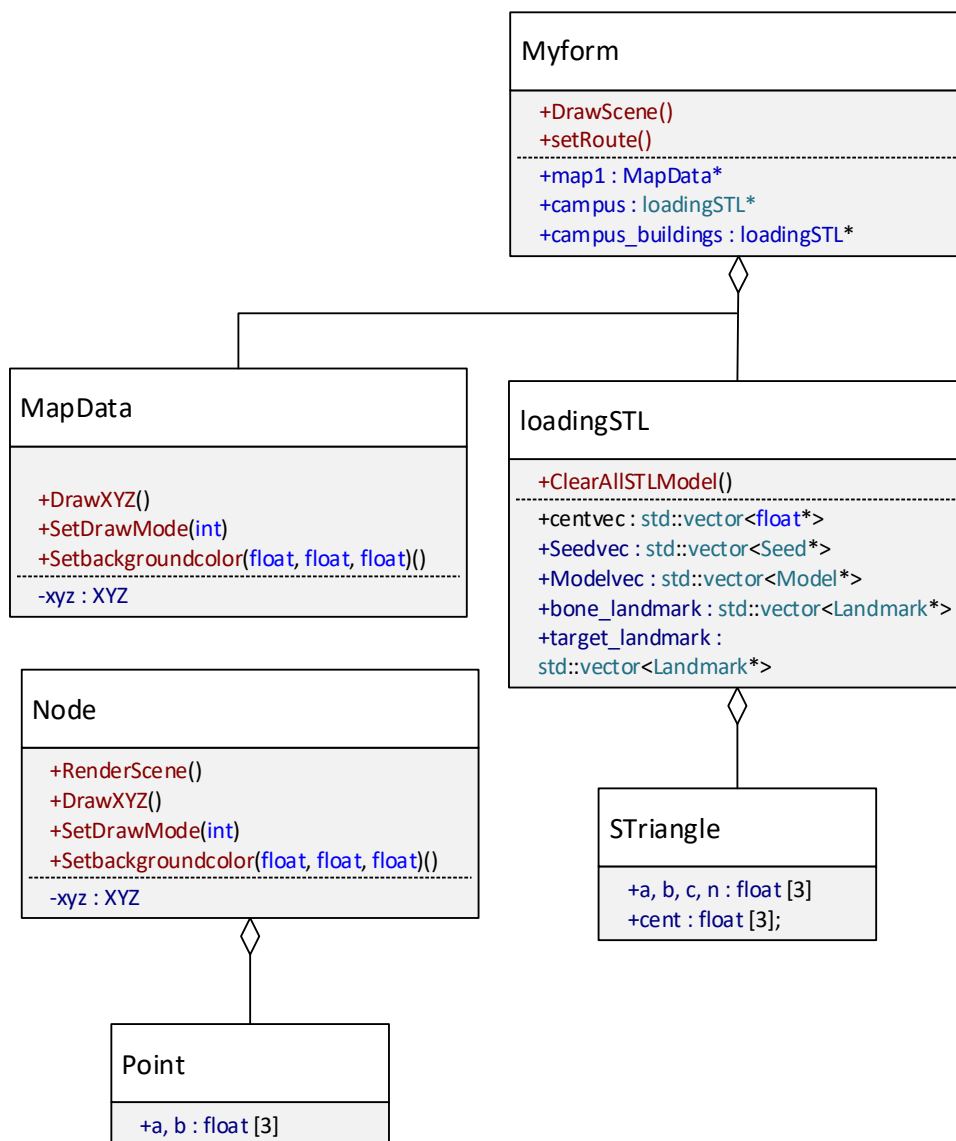 Myform
+DrawScene()
+setRoute()
+map1 : MapData*
+campus : loadingSTL*
+campus_buildings : loadingSTL*
MapData
+DrawXYZ()
+SetDrawMode(int)
+Setbackgroundcolor(float, float, float)()
-xyz : XYZ
loadingSTL
+ClearAllSTLModel()
+centvec : std::vector<float*>
+Seedvec : std::vector<Seed*>
+Modelvec : std::vector<Model*>
+bone_landmark : std::vector<Landmark*>
+target_landmark :
std::vector<Landmark*>
Node
+RenderScene()
+DrawXYZ()
+SetDrawMode(int)
+Setbackgroundcolor(float, float, float)()
-xyz : XYZ
STriangle
+a, b, c, n : float [3]
+cent : float [3];
Point
+a, b : float [3]